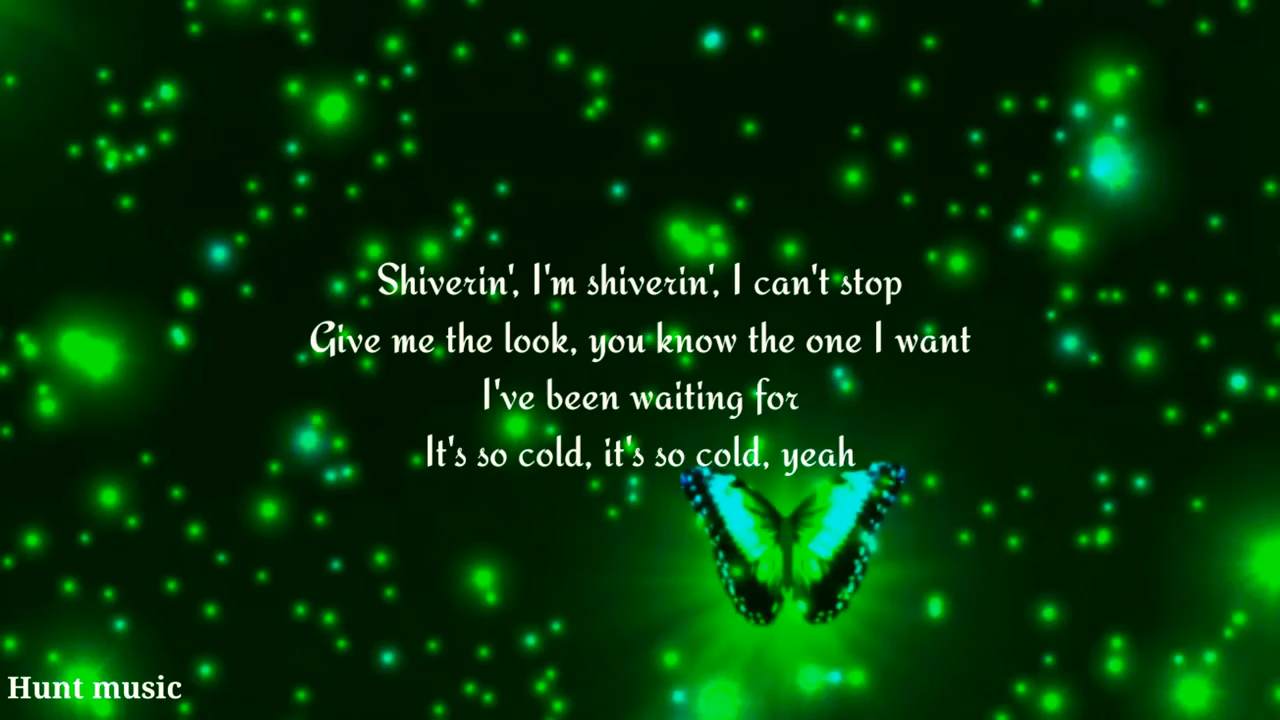 Shiverin', I'm shiverin', I can't stop
Give me the look, you know the one I want
I've been waiting for
It's so cold, it's so cold, yeah
Hunt music